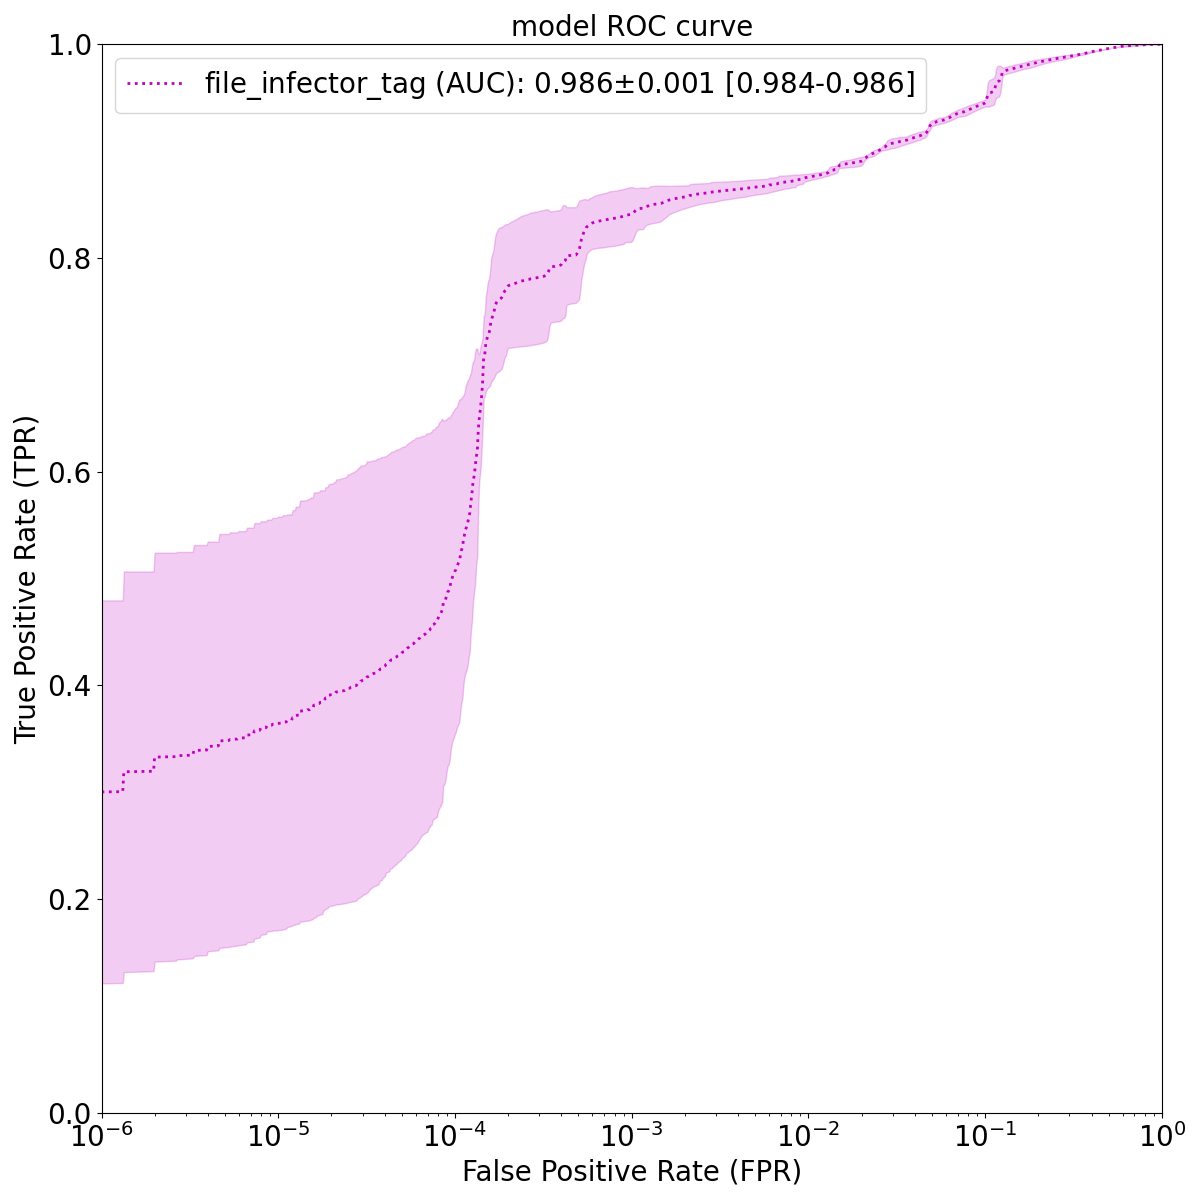 model ROC curve
file_infector_tag (AUC): 0.986±0.001 [0.984-0.986]
True Positive Rate (TPR)
1.0
0.8
0.6
0.4
0.2
0.0
10⁻⁶ 10⁻⁵ 10⁻⁴ 10⁻³ 10⁻² 10⁻¹ 10⁰
False Positive Rate (FPR)